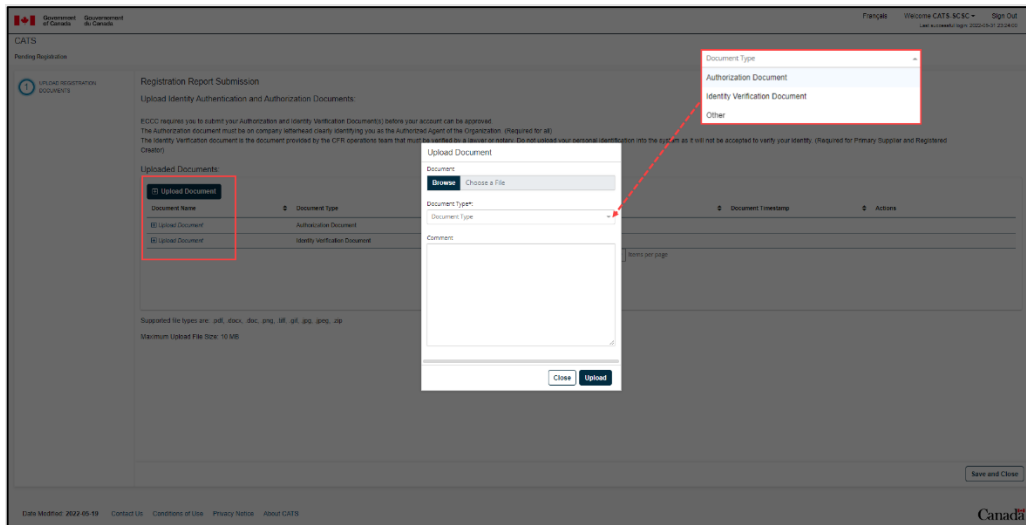 Government of Canada
Gouvernement du Canada
Français
Welcome CATS-SCSC
Sign Out
CATS
Pending Registration
1
UPLOAD REGISTRATION DOCUMENTS
Registration Report Submission
Upload Identity Authentication and Authorization Documents:
ECCC requires you to submit your Authorization and Identity Verification Document(s) before your account can be approved.
The Authorization document must be on company letterhead clearly identifying you as the Authorized Agent of the Organization. (Required for all)
The Identity Verification document is the document provided by the CFR operations team that must be verified by a lawyer or notary. Do not upload your personal identification into the system as it will not be accepted to verify your identity. (Required for Primary Supplier and Registered Creator)
Uploaded Documents:
Upload Document
Document Name
Document Type
Document Timestamp
Actions
Upload Document
Authorization Document
Upload Document
Identity Verification Document
items per page
Supported file types are: .pdf, .docx, .doc, .png, .tiff, .gif, .jpg, .jpeg, .zip
Maximum Upload File Size: 10 MB
Upload Document
Document
Browse
Choose a File
Document Type*:
Document Type
Comment
Close
Upload
Document Type
Authorization Document
Identity Verification Document
Other
Save and Close
Date Modified: 2022-05-19
Contact Us
Conditions of Use
Privacy Notice
About CATS
Canada